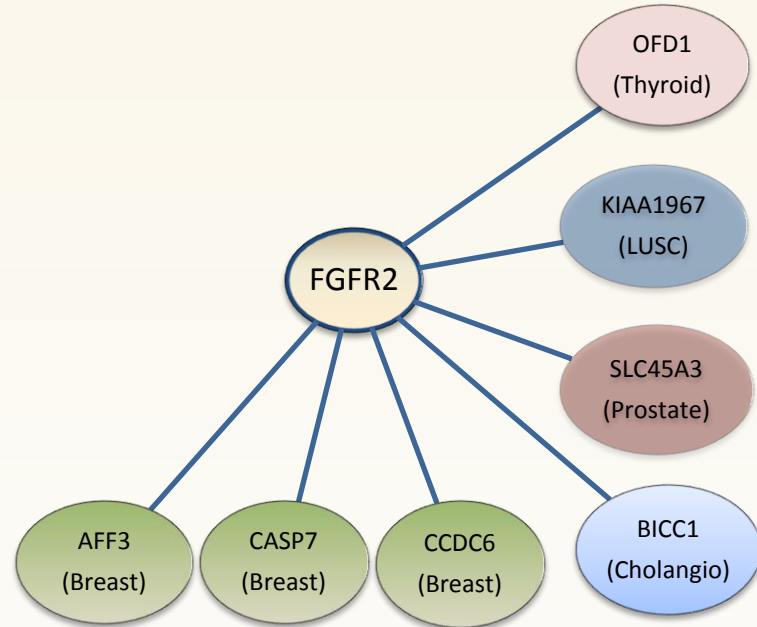 OFD1
(Thyroid)
KIAA1967
(LUSC)
FGFR2
SLC45A3
(Prostate)
AFF3
(Breast)
CASP7
(Breast)
CCDC6
(Breast)
BICC1
(Cholangio)